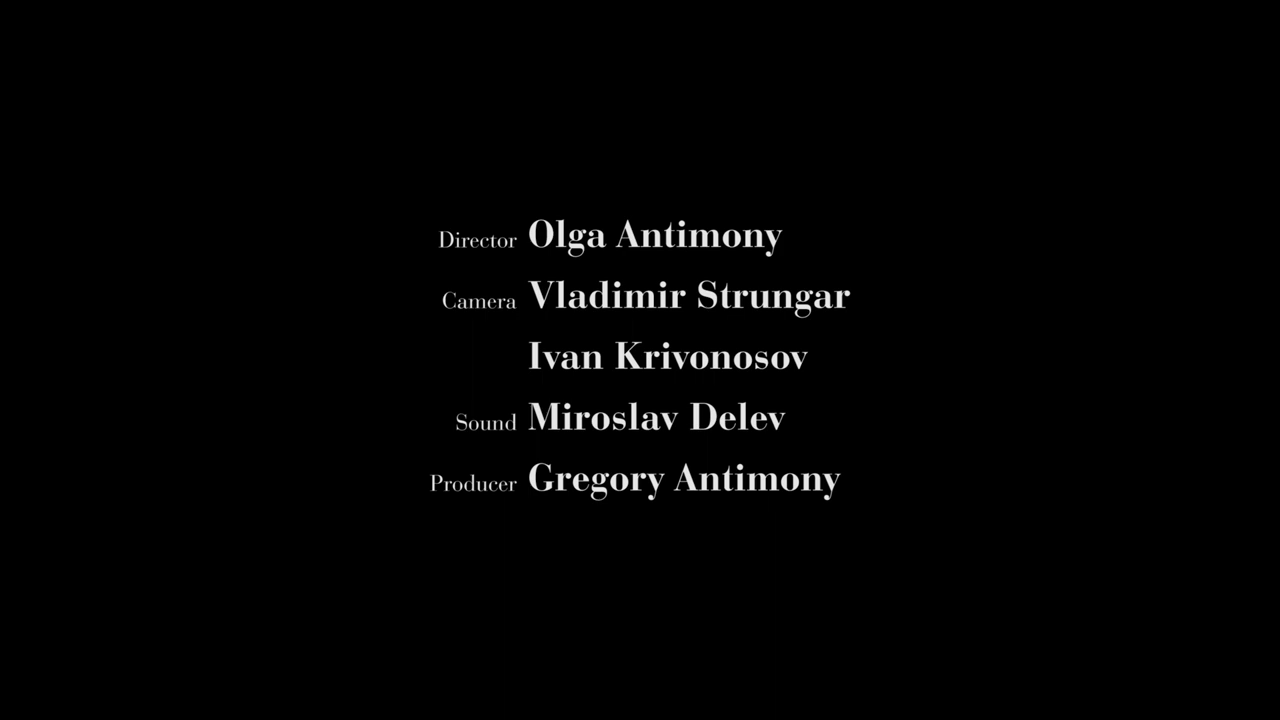 Director Olga Antimony
Camera Vladimir Strungar
Ivan Krivonosov
Sound Miroslav Delev
Producer Gregory Antimony